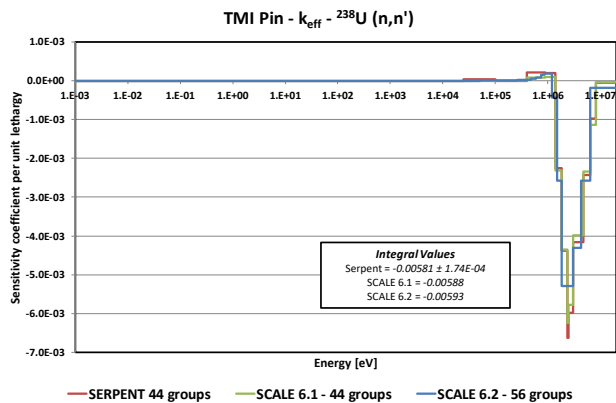 TMI Pin - keff - 238U (n,n')
1.0E-03
0.0E+00
-1.0E-03
-2.0E-03
-3.0E-03
-4.0E-03
-5.0E-03
-6.0E-03
-7.0E-03
Sensitivity coefficient per unit lethargy
1.E-03 1.E-02 1.E-01 1.E+00 1.E+01 1.E+02 1.E+03 1.E+04 1.E+05 1.E+06 1.E+07
Integral Values
Serpent = -0.00581 ± 1.74E-04
SCALE 6.1 = -0.00588
SCALE 6.2 = -0.00593
Energy [eV]
SERPENT 44 groups SCALE 6.1 - 44 groups SCALE 6.2 - 56 groups